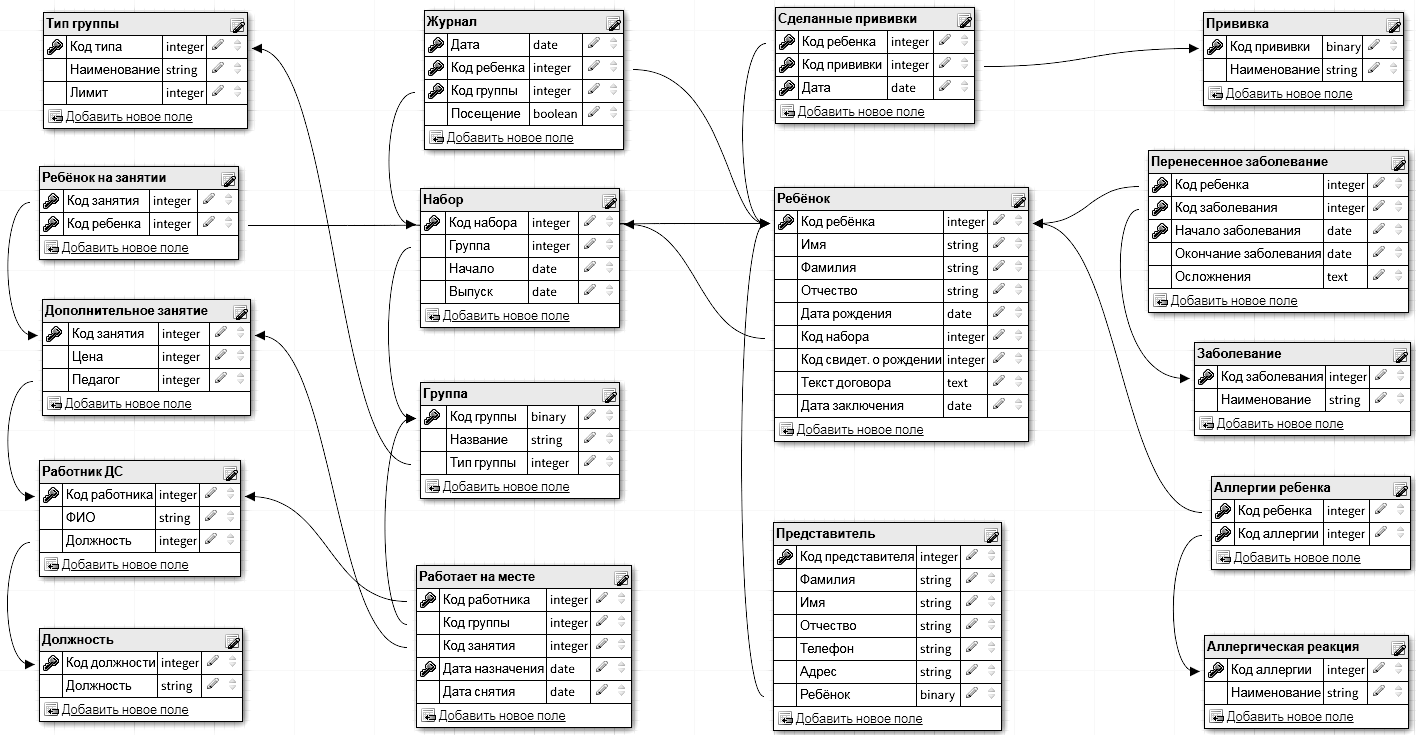 Тип группы
Код типа integer
Наименование string
Лимит integer
Добавить новое поле
Ребёнок на занятии
Код занятия integer
Код ребенка integer
Добавить новое поле
Дополнительное занятие
Код занятия integer
Цена integer
Педагог integer
Добавить новое поле
Работник ДС
Код работника integer
ФИО string
Должность integer
Добавить новое поле
Должность
Код должности integer
Должность string
Добавить новое поле
Журнал
Дата date
Код ребенка integer
Код группы integer
Посещение boolean
Добавить новое поле
Набор
Код набора integer
Группа integer
Начало date
Выпуск date
Добавить новое поле
Группа
Код группы binary
Название string
Тип группы integer
Добавить новое поле
Работает на месте
Код работника integer
Код группы integer
Код занятия integer
Дата назначения date
Дата снятия date
Добавить новое поле
Сделанные прививки
Код ребенка integer
Код прививки integer
Дата date
Добавить новое поле
Ребёнок
Код ребёнка integer
Имя string
Фамилия string
Отчество string
Дата рождения date
Код набора integer
Код свидет. о рождении integer
Текст договора text
Дата заключения date
Добавить новое поле
Представитель
Код представителя integer
Фамилия string
Имя string
Отчество string
Телефон string
Адрес string
Ребёнок binary
Добавить новое поле
Прививка
Код прививки binary
Наименование string
Добавить новое поле
Перенесенное заболевание
Код ребенка integer
Код заболевания integer
Начало заболевания date
Окончание заболевания date
Осложнения text
Добавить новое поле
Заболевание
Код заболевания integer
Наименование string
Добавить новое поле
Аллергии ребенка
Код ребенка integer
Код аллергии integer
Добавить новое поле
Аллергическая реакция
Код аллергии integer
Наименование string
Добавить новое поле